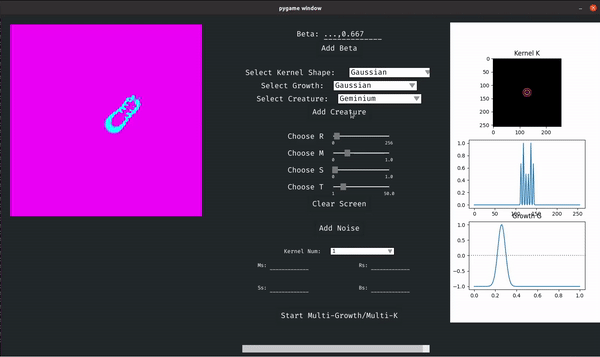 pygame window
Beta: ...,0.667
Add Beta
Select Kernel Shape: Gaussian
Select Growth: Gaussian
Select Creature: Geminium
Add Creature
Choose R
0 256
Choose M
0 1.0
Choose S
0 1.0
Choose T
1 50.0
Clear Screen
Add Noise
Kernel Num: 1
Ms: ____________ Rs: ____________
Ss: ____________ Bs: ____________
Start Multi-Growth/Multi-K
Kernel K
0
50
100
150
200
250
0 100 200
1.0
0.8
0.6
0.4
0.2
0.0
0 50 100 150 200 250
Growth G
1.0
0.5
0.0
−0.5
−1.0
0.0 0.2 0.4 0.6 0.8 1.0